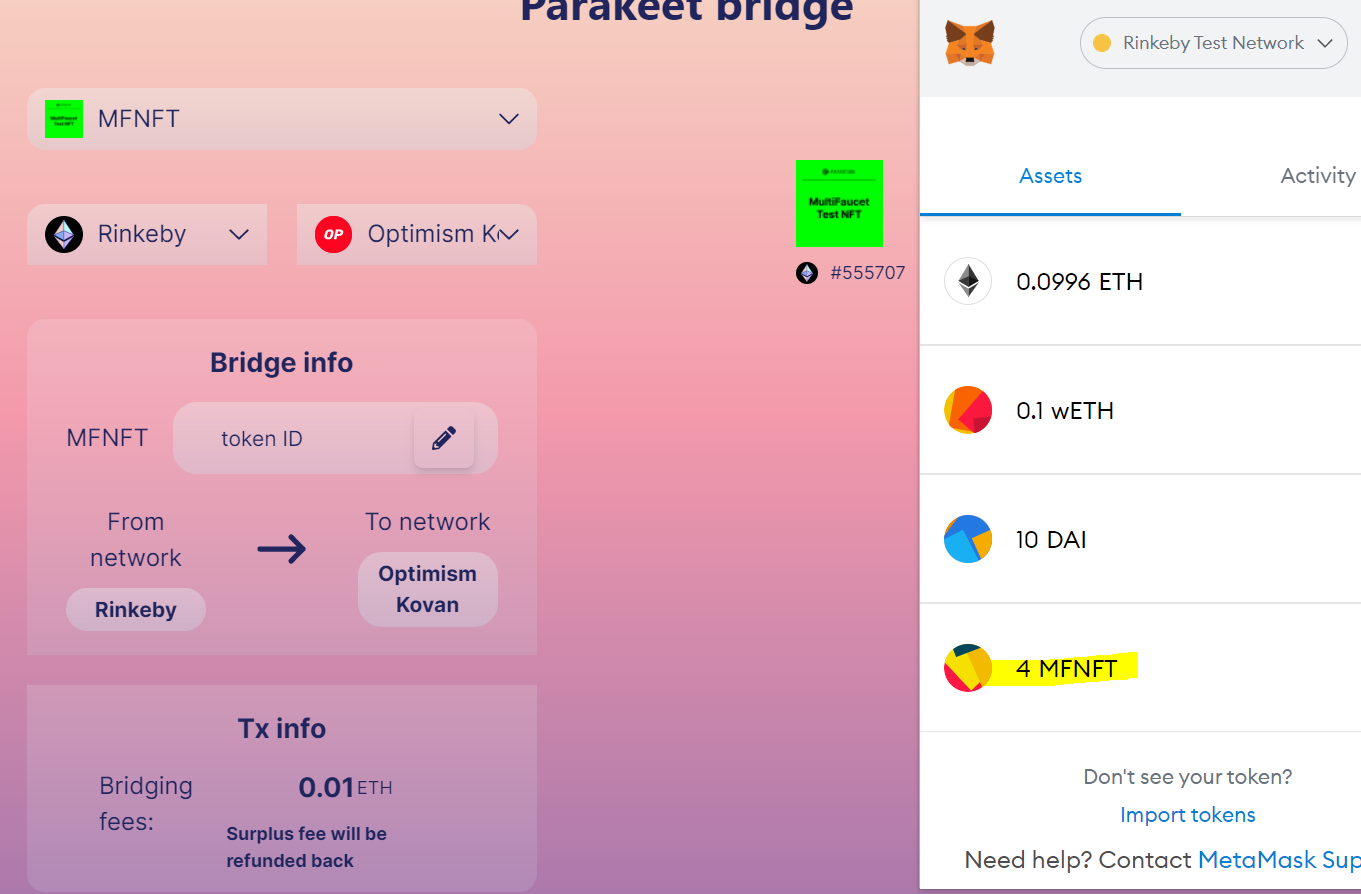 Parakeet bridge
MFNFT
Rinkeby
OP
Optimism K
MultiFaucet
Test NFT
#555707
Bridge info
MFNFT
token ID
From
network
To network
Rinkeby
Optimism
Kovan
Tx info
Bridging
fees:
0.01 ETH
Surplus fee will be
refunded back
Rinkeby Test Network
Assets
Activity
0.0996 ETH
0.1 wETH
10 DAI
4 MFNFT
Don't see your token?
Import tokens
Need help? Contact MetaMask Sup